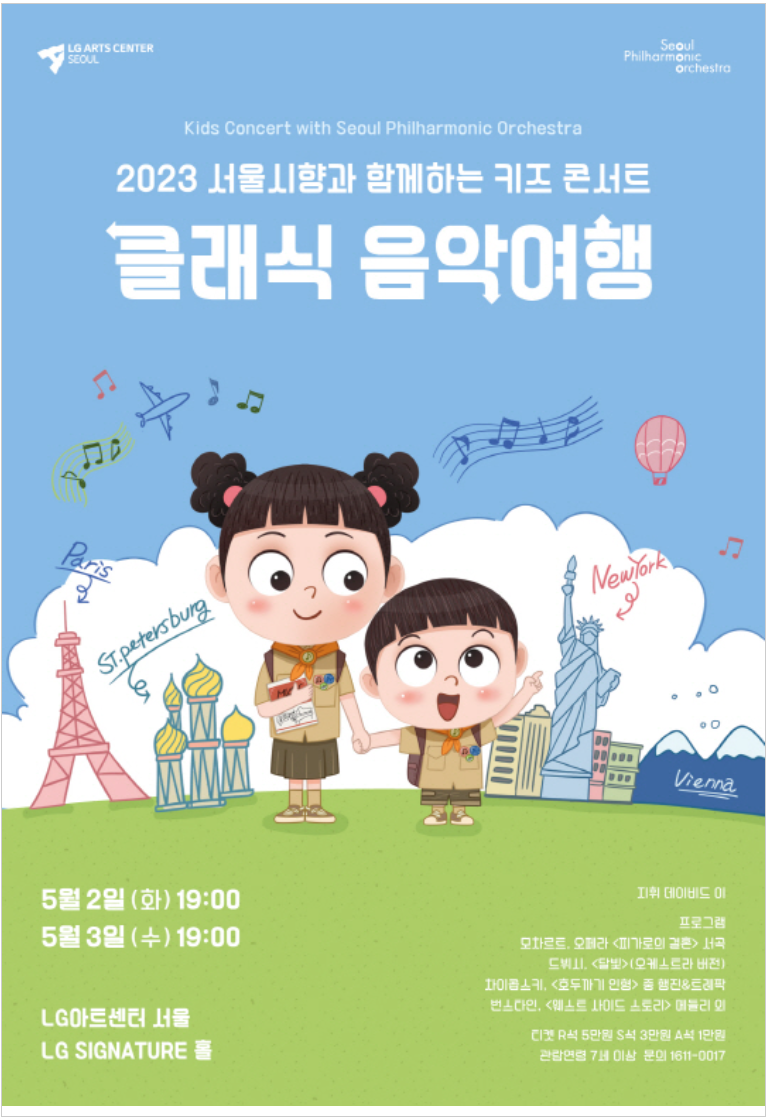 LG ARTS CENTER
SEOUL
Seoul
Philharmonic
Orchestra
Kids Concert with Seoul Philharmonic Orchestra
2023 서울시향과 함께하는 키즈 콘서트
클래식 음악여행
Paris
St.petersburg
NewYork
Vienna
5월 2일 (화) 19:00
5월 3일 (수) 19:00
LG아트센터 서울
LG SIGNATURE 홀
지휘 데이비드 이
프로그램
모차르트, 오페라 <피가로의 결혼> 서곡
드뷔시, <달빛>(오케스트라 버전)
차이콥스키, <호두까기 인형> 중 행진&트레팍
번스타인, <웨스트 사이드 스토리> 메들리 외
티켓 R석 5만원 S석 3만원 A석 1만원
관람연령 7세 이상 문의 1611-0017